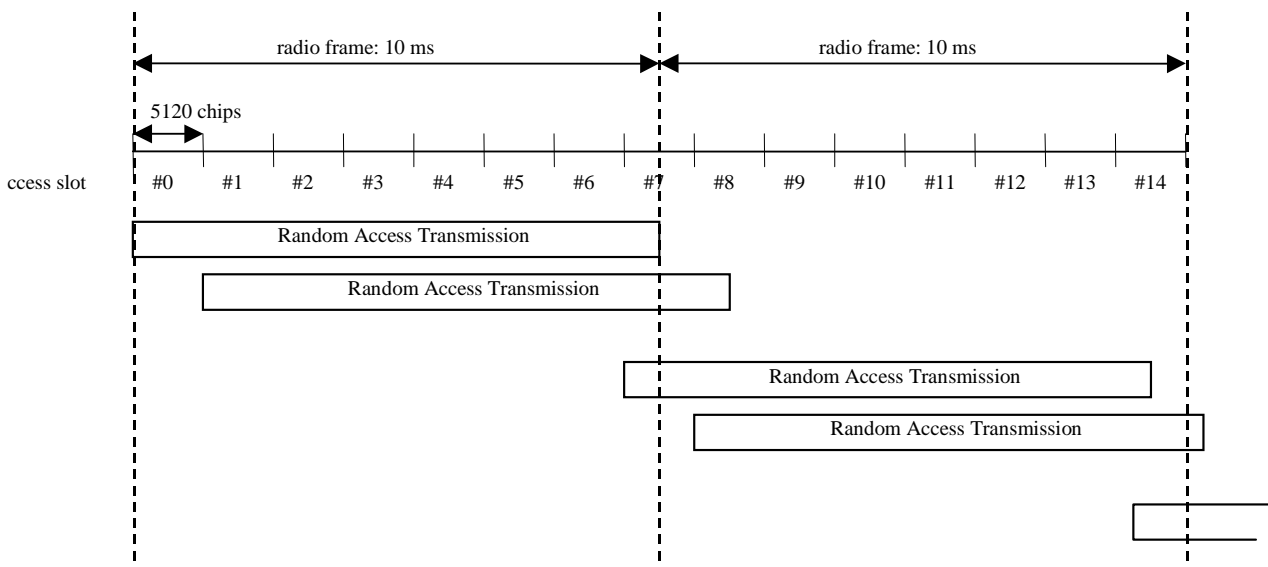 radio frame: 10 ms radio frame: 10 ms
5120 chips
ccess slot #0 #1 #2 #3 #4 #5 #6 #7 #8 #9 #10 #11 #12 #13 #14
Random Access Transmission
Random Access Transmission
Random Access Transmission
Random Access Transmission